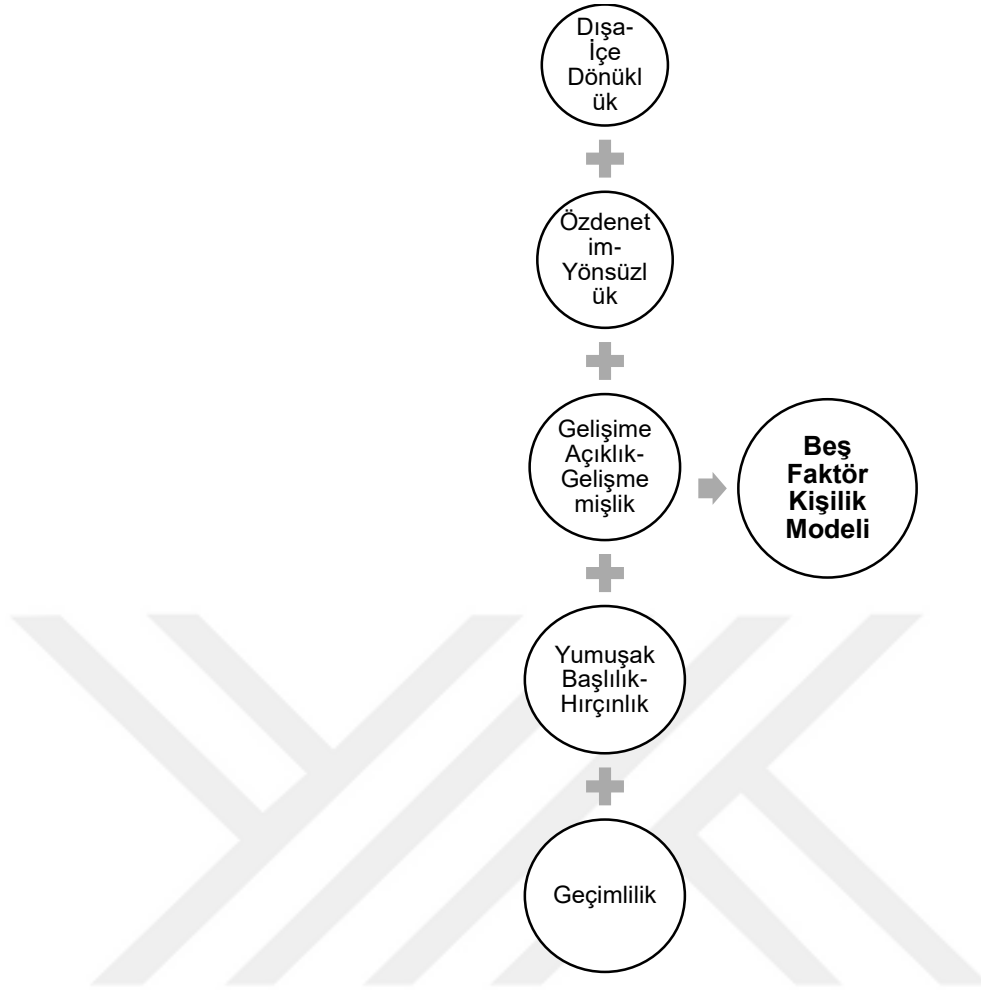 Dışa-
İçe
Dönükl
ük
Özdenet
im-
Yönsüzl
ük
Gelişime
Açıklık-
Gelişme
mişlik
Beş
Faktör
Kişilik
Modeli
Yumuşak
Başlılık-
Hırçınlık
Geçimlilik